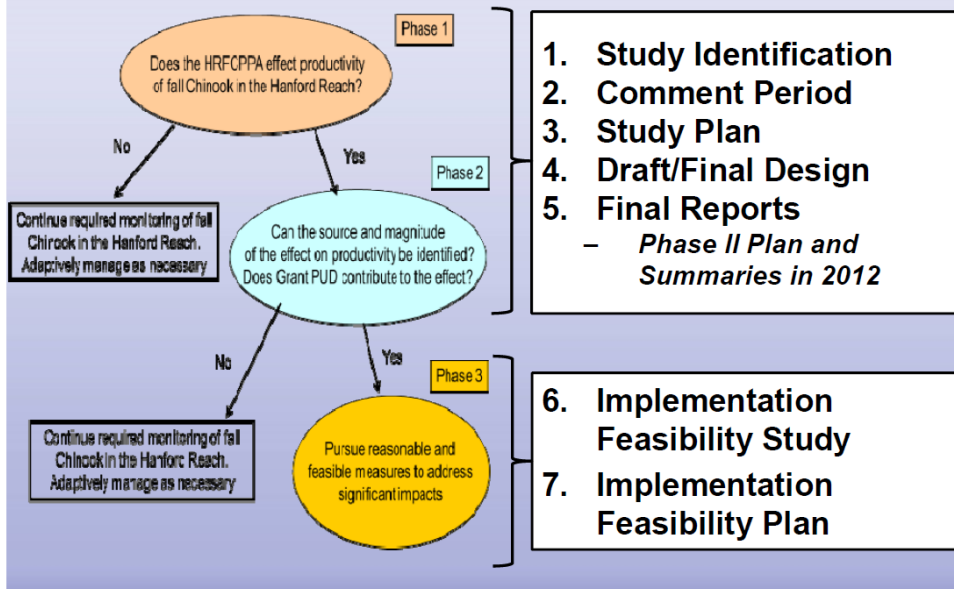 Phase 1
Does the HRFCPPA effect productivity
of fall Chinook in the Hanford Reach?
No
Yes
Continue required monitoring of fall
Chinook in the Hanford Reach.
Adaptively manage as necessary
Phase 2
Can the source and magnitude
of the effect on productivity be identified?
Does Grant PUD contribute to the effect?
No
Yes
Continue required monitoring of fall
Chinook in the Hanford Reach.
Adaptively manage as necessary
Phase 3
Pursue reasonable and
feasible measures to address
significant impacts
1. Study Identification
2. Comment Period
3. Study Plan
4. Draft/Final Design
5. Final Reports
– Phase II Plan and
Summaries in 2012
6. Implementation
Feasibility Study
7. Implementation
Feasibility Plan